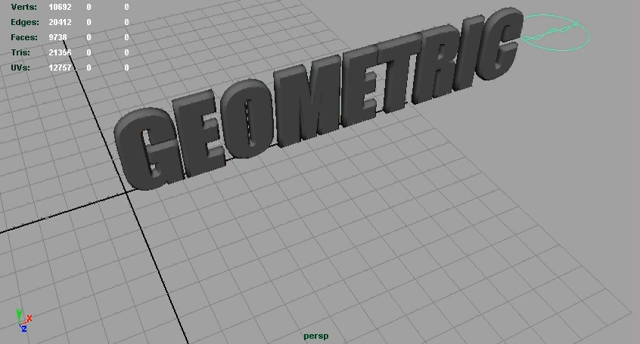 Verts: 10692 0 0
Edges: 20412 0 0
Faces: 9738 0 0
Tris: 21356 0 0
UVs: 12757 0 0
GEOMETRIC
y x z
persp